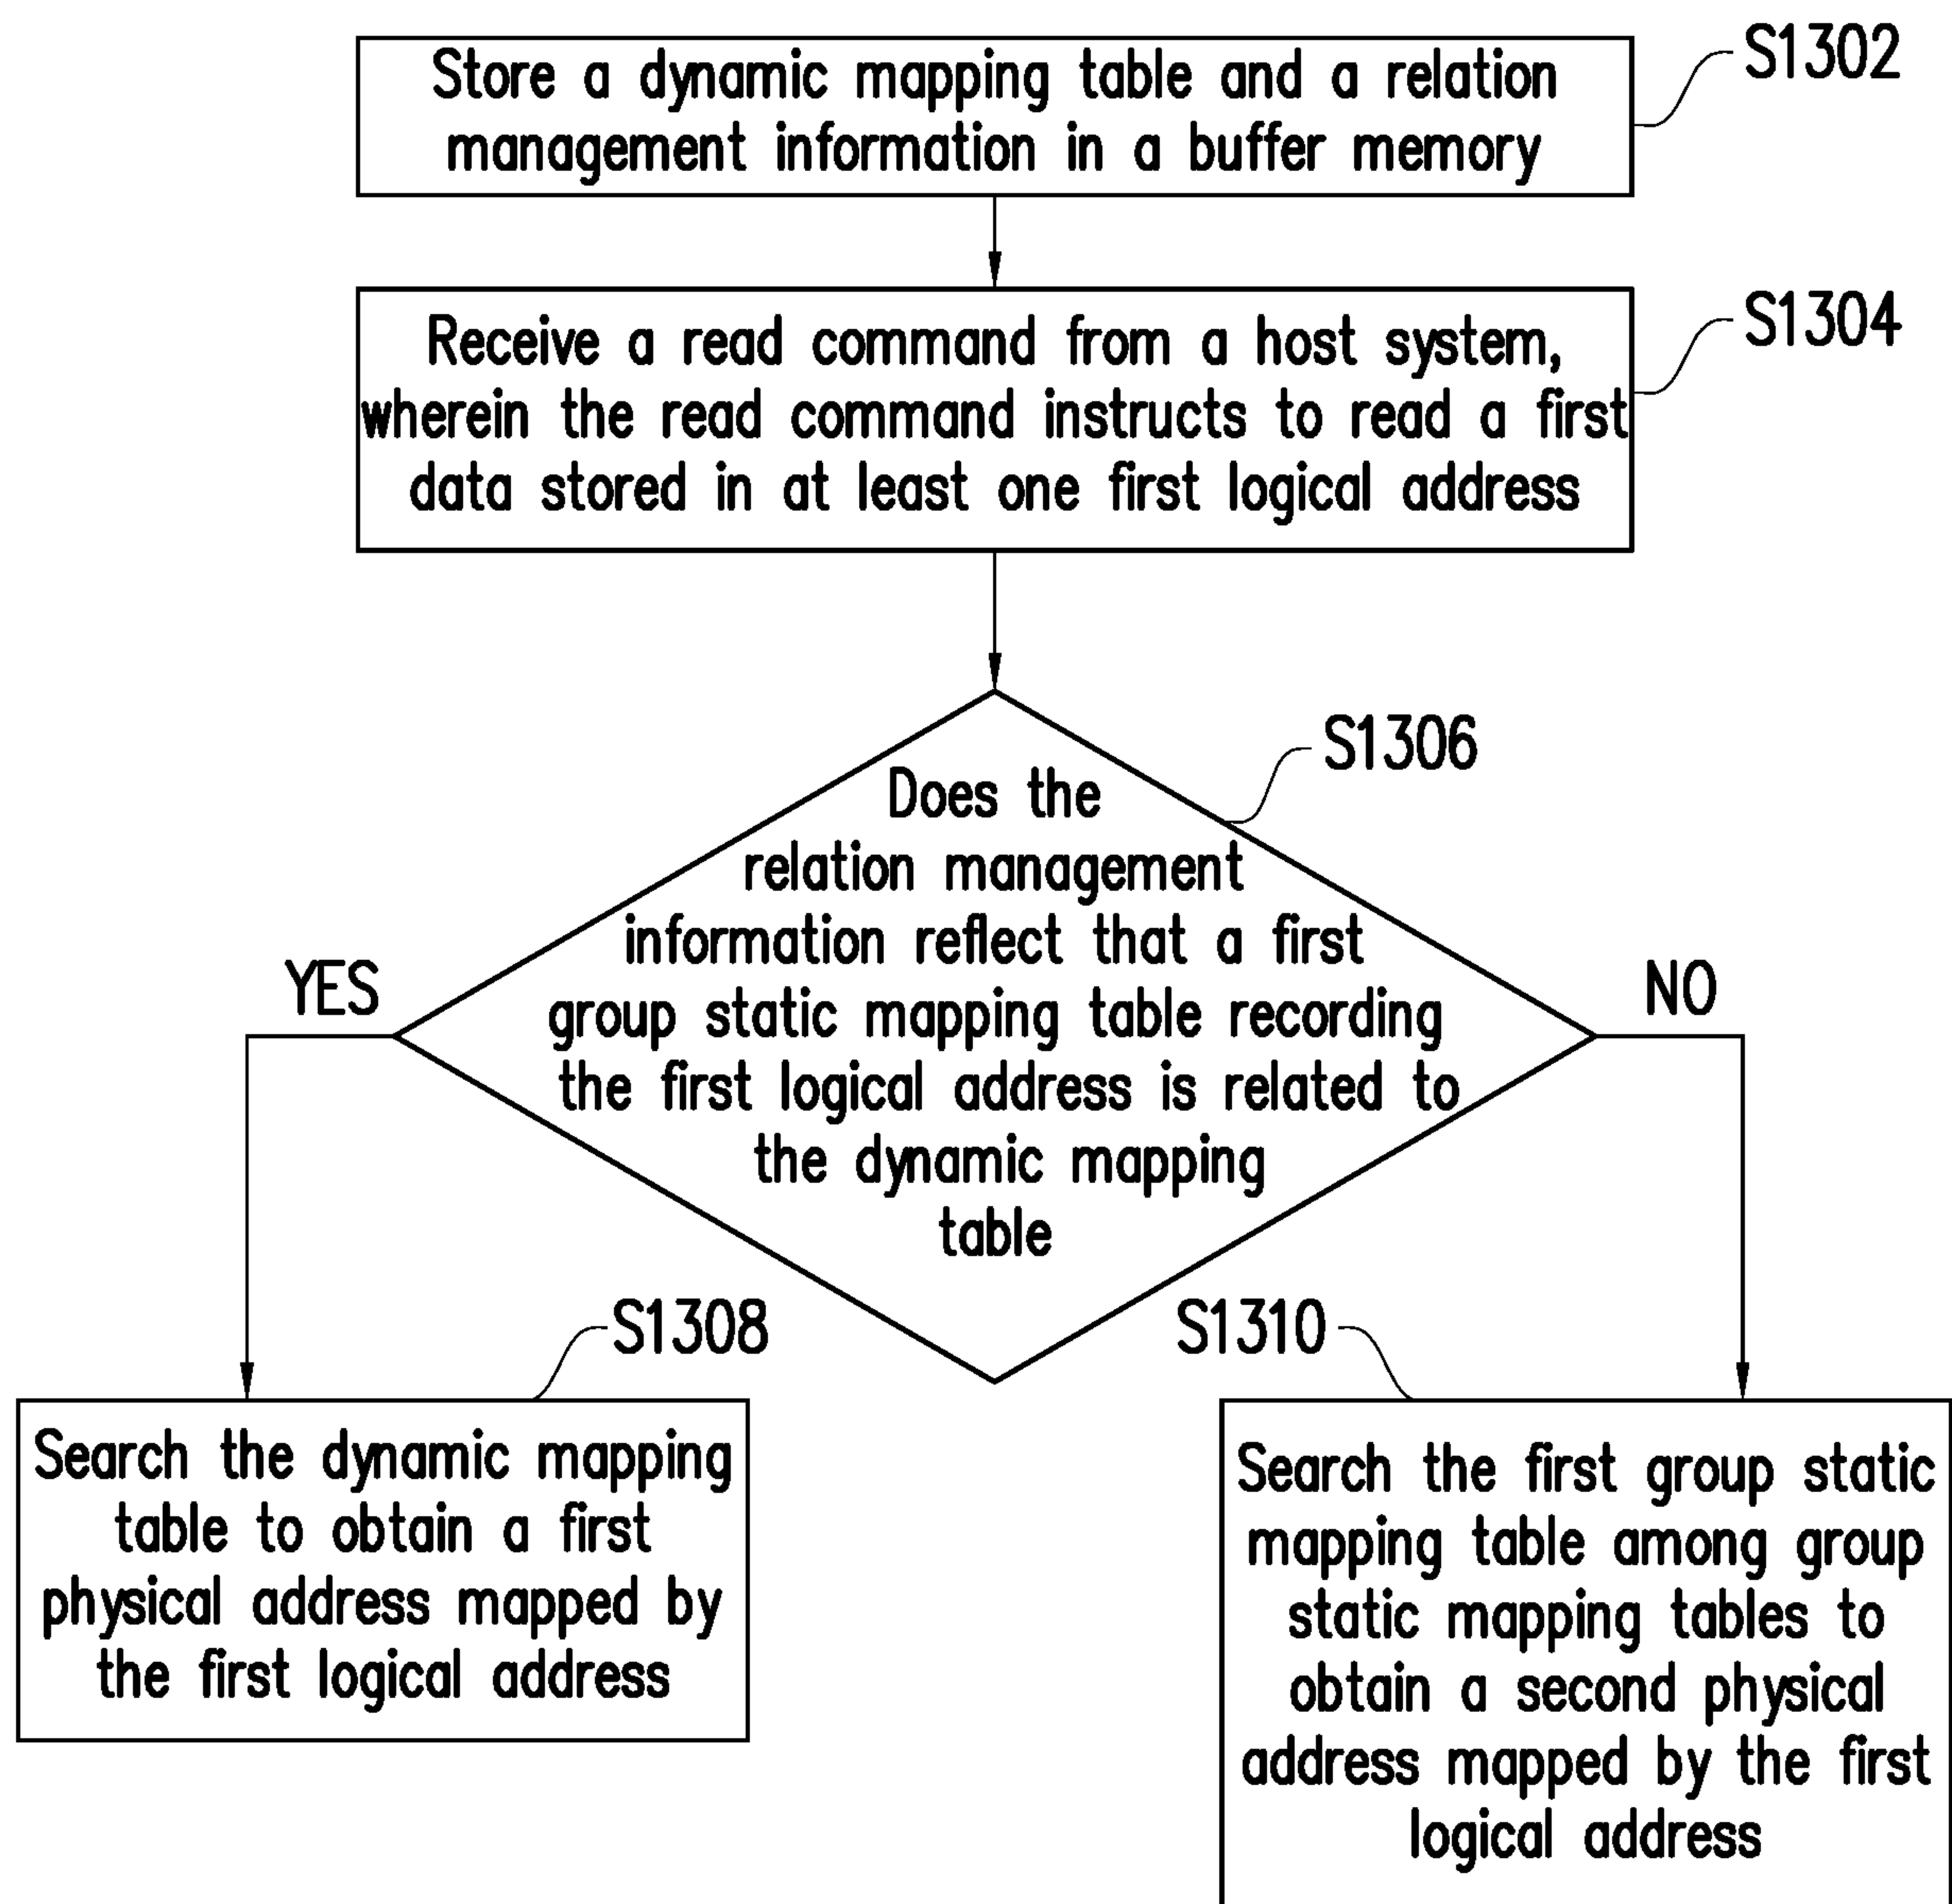 Store a dynamic mapping table and a relation
management information in a buffer memory
S1302
Receive a read command from a host system,
wherein the read command instructs to read a first
data stored in at least one first logical address
S1304
Does the
relation management
information reflect that a first
group static mapping table recording
the first logical address is related to
the dynamic mapping
table
S1306
YES
NO
S1308
Search the dynamic mapping
table to obtain a first
physical address mapped by
the first logical address
S1310
Search the first group static
mapping table among group
static mapping tables to
obtain a second physical
address mapped by the first
logical address